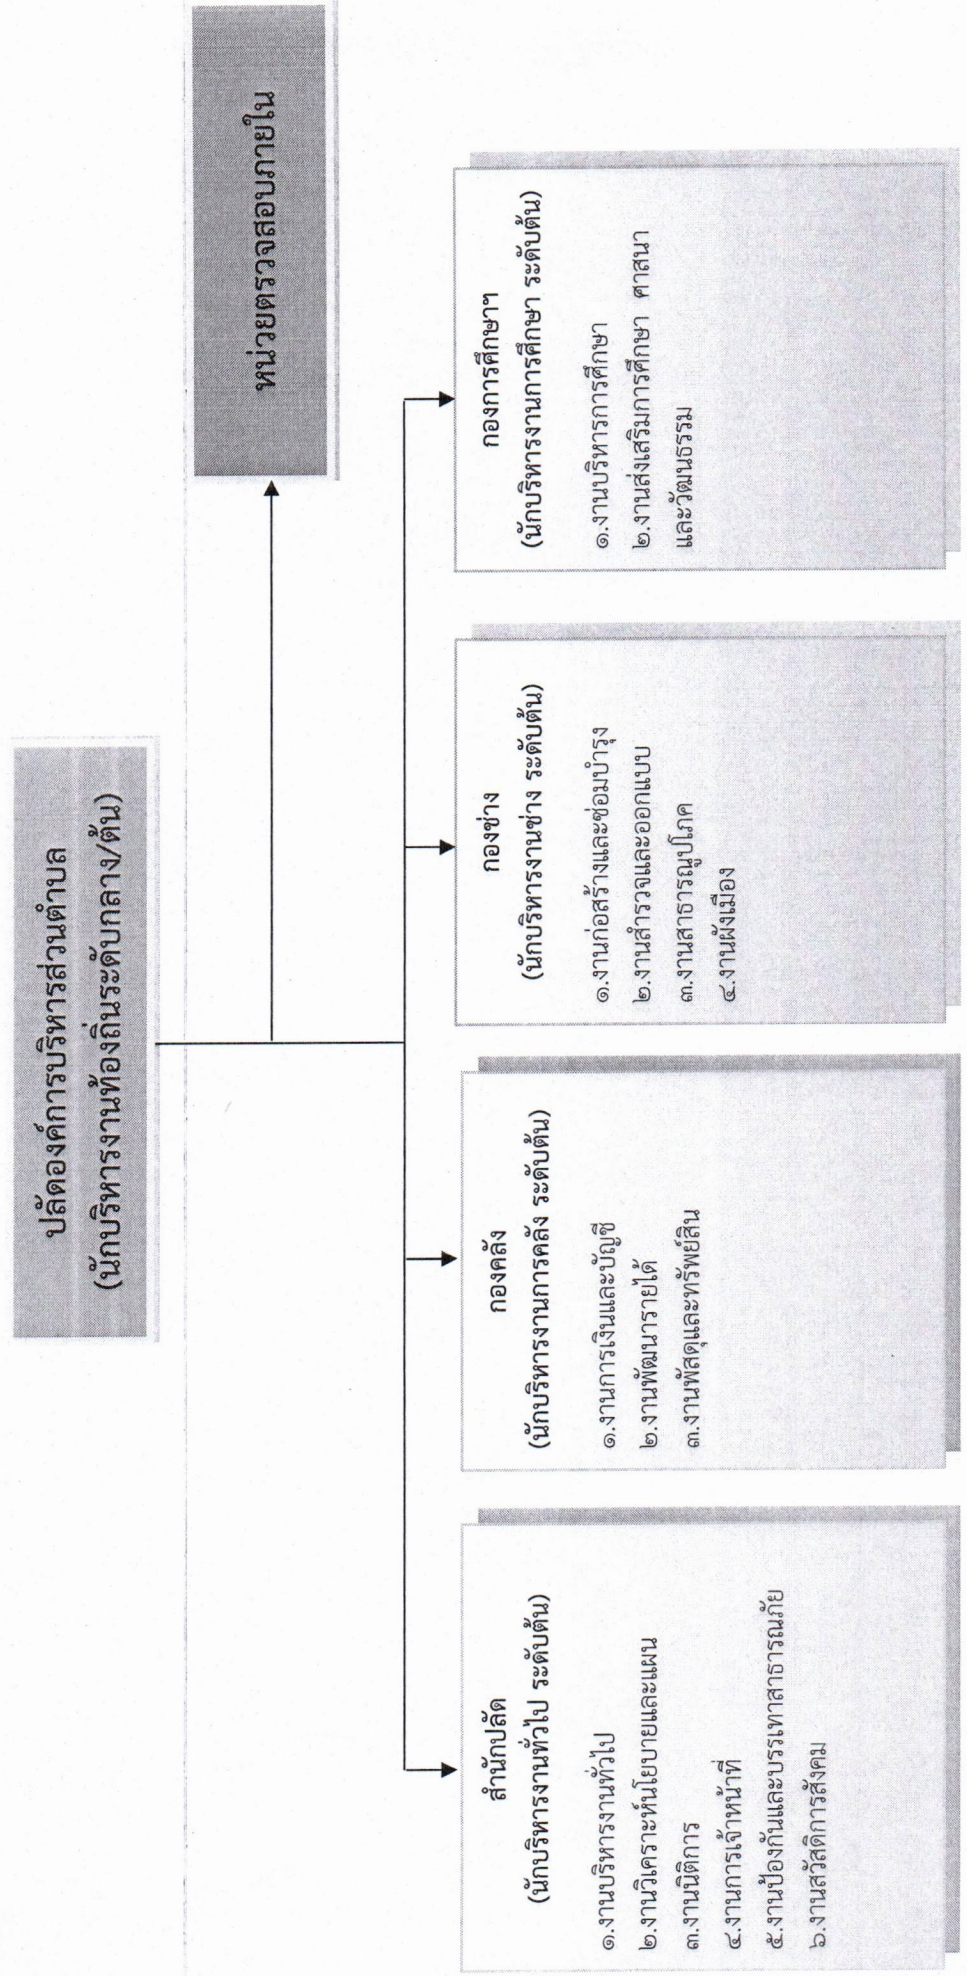 ปลัดองค์การบริหารส่วนตำบล
(นักบริหารงานท้องถิ่นระดับกลาง/ต้น)
หน่วยตรวจสอบภายใน
สำนักปลัด
(นักบริหารงานทั่วไป ระดับต้น)
๑.งานบริหารงานทั่วไป
๒.งานวิเคราะห์นโยบายและแผน
๓.งานนิติการ
๔.งานการเจ้าหน้าที่
๕.งานป้องกันและบรรเทาสาธารณภัย
๖.งานสวัสดิการสังคม
กองคลัง
(นักบริหารงานการคลัง ระดับต้น)
๑.งานการเงินและบัญชี
๒.งานพัฒนารายได้
๓.งานพัสดุและทรัพย์สิน
กองช่าง
(นักบริหารงานช่าง ระดับต้น)
๑.งานก่อสร้างและซ่อมบำรุง
๒.งานสำรวจและออกแบบ
๓.งานสาธารณูปโภค
๔.งานผังเมือง
กองการศึกษาฯ
(นักบริหารงานการศึกษา ระดับต้น)
๑.งานบริหารการศึกษา
๒.งานส่งเสริมการศึกษา ศาสนา
และวัฒนธรรม